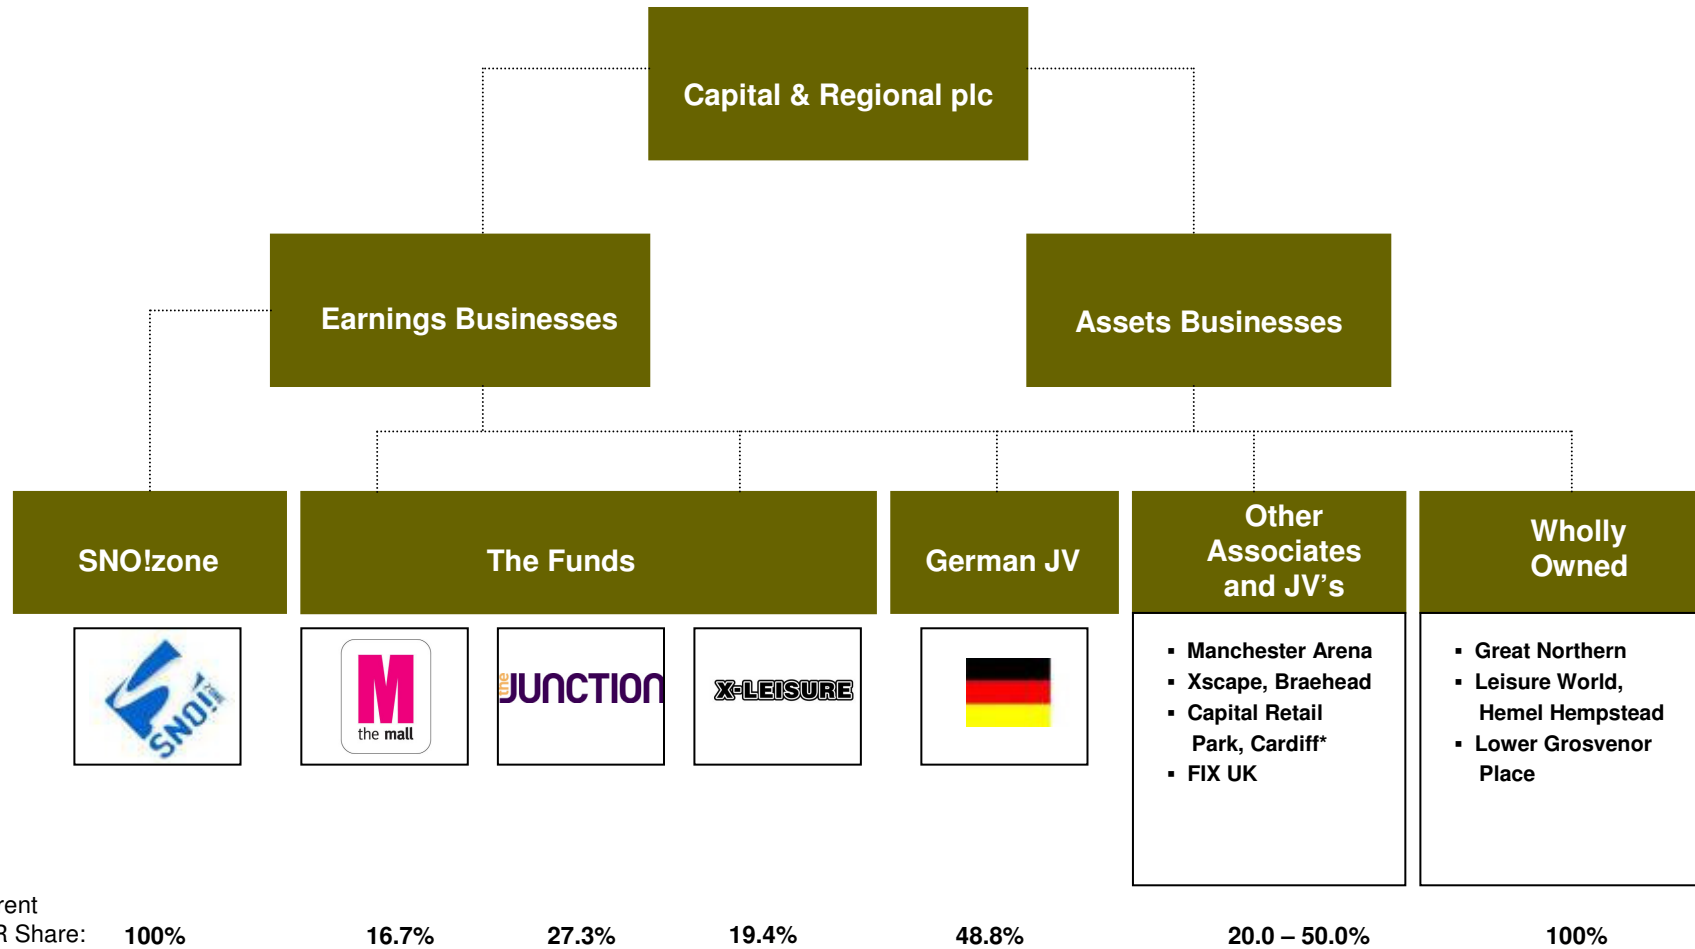 Capital & Regional plc
Earnings Businesses
Assets Businesses
SNO!zone
The Funds
German JV
Other
Associates
and JV's
Wholly
Owned
SNO!
ZONE
M
the mall
the
JUNCTION
X-LEISURE
▪ Manchester Arena
▪ Xscape, Braehead
▪ Capital Retail
Park, Cardiff*
▪ FIX UK
▪ Great Northern
▪ Leisure World,
Hemel Hempstead
▪ Lower Grosvenor
Place
rent
R Share: 100% 16.7% 27.3% 19.4% 48.8% 20.0 – 50.0% 100%